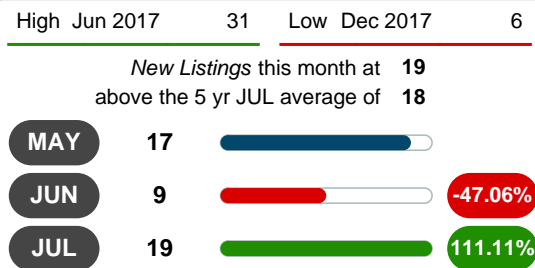 High Jun 2017 31 Low Dec 2017 6
New Listings this month at 19
above the 5 yr JUL average of 18
MAY 17
JUN 9 -47.06%
JUL 19 111.11%